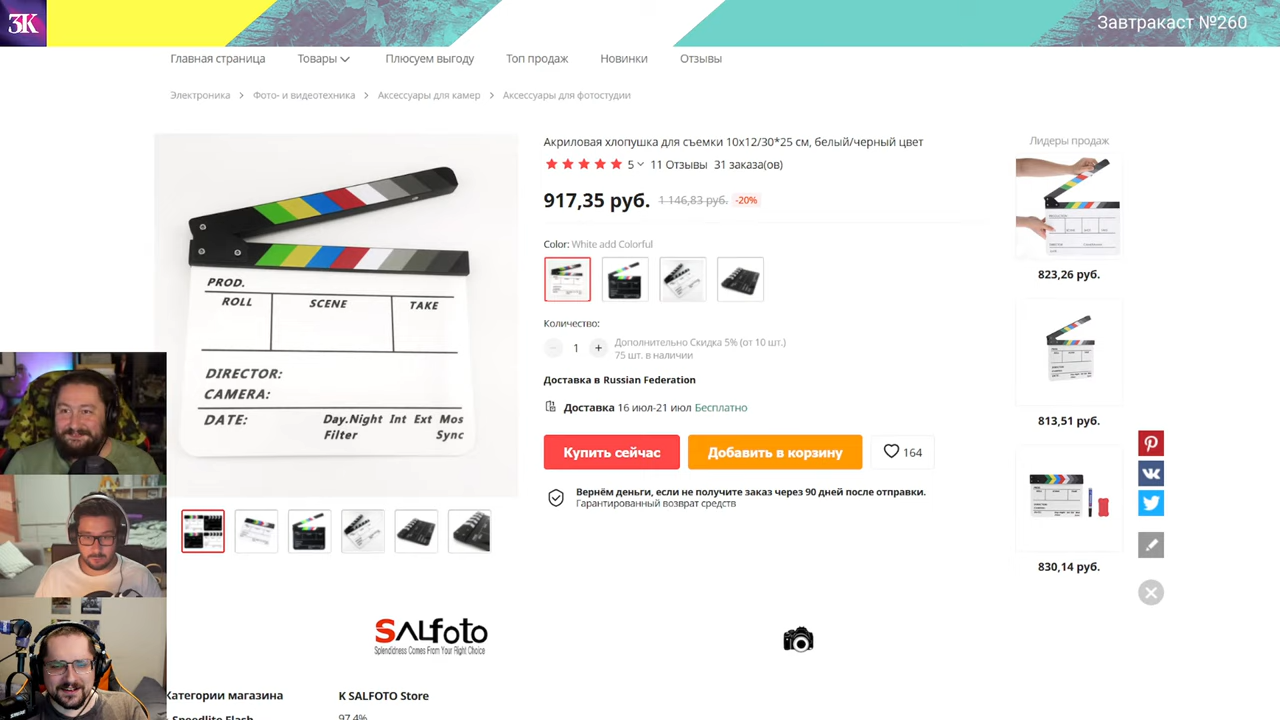 ЗК
Завтракаст №260
Главная страница Товары Плюсуем выгоду Топ продаж Новинки Отзывы
Электроника > Фото- и видеотехника > Аксессуары для камер > Аксессуары для фотостудии
Акриловая хлопушка для съемки 10x12/30*25 см, белый/черный цвет
5 11 Отзывы 31 заказа(ов)
917,35 руб. 1 146,83 руб. -20%
Color: White add Colorful
Количество:
1 + Дополнительно Скидка 5% (от 10 шт.)
75 шт. в наличии
Доставка в Russian Federation
Доставка 16 июл-21 июл Бесплатно
Купить сейчас Добавить в корзину 164
Вернём деньги, если не получите заказ через 90 дней после отправки.
Гарантированный возврат средств
PROD.
ROLL SCENE TAKE
DIRECTOR:
CAMERA:
DATE: Day.Night Int Ext Mos
Filter Sync
Лидеры продаж
823,26 руб.
813,51 руб.
830,14 руб.
SALfoto
Splendidness Comes From Your Right Choice
Категории магазина K SALFOTO Store
Speedlite Flash 97.4%